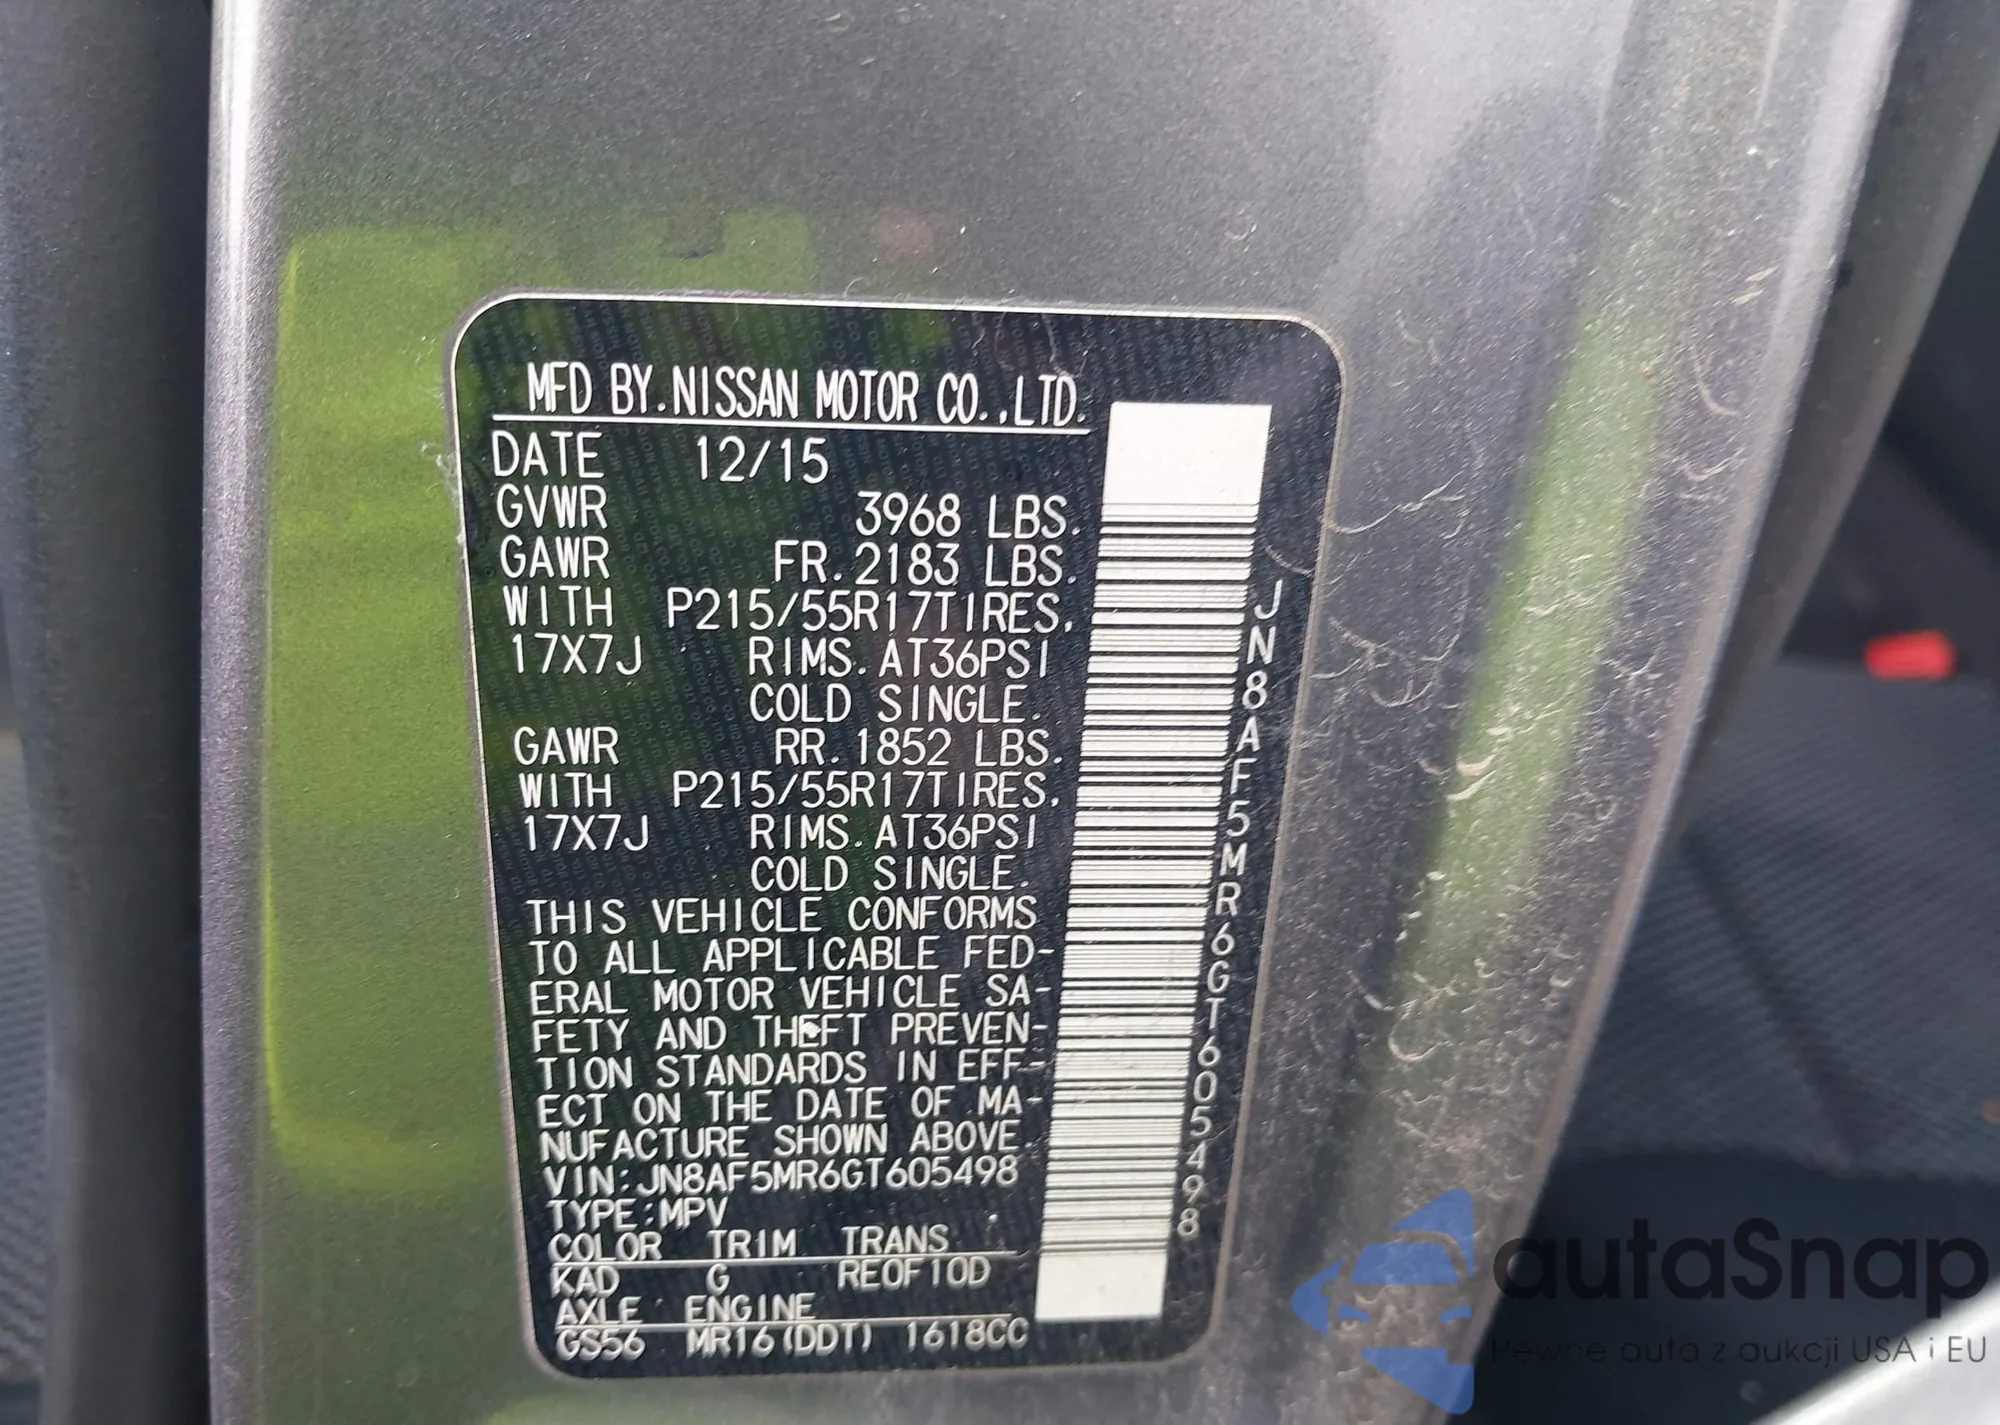 MFD BY.NISSAN MOTOR CO.,LTD.
DATE 12/15
GVWR 3968 LBS.
GAWR FR.2183 LBS.
WITH P215/55R17TIRES.
17X7J RIMS.AT36PSI
COLD SINGLE.
GAWR RR.1852 LBS.
WITH P215/55R17TIRES.
17X7J RIMS.AT36PSI
COLD SINGLE.
THIS VEHICLE CONFORMS
TO ALL APPLICABLE FED-
ERAL MOTOR VEHICLE SA-
FETY AND THEFT PREVEN-
TION STANDARDS IN EFF-
ECT ON THE DATE OF MA-
NUFACTURE SHOWN ABOVE.
VIN:JN8AF5MR6GT605498
TYPE:MPV
COLOR TRIM TRANS
KAD G RE0F10D
AXLE ENGINE
GS56 MR16(DDT) 1618CC
JN8AF5MR6GT605498
autaSnap
Pewne auta z aukcji USA i EU